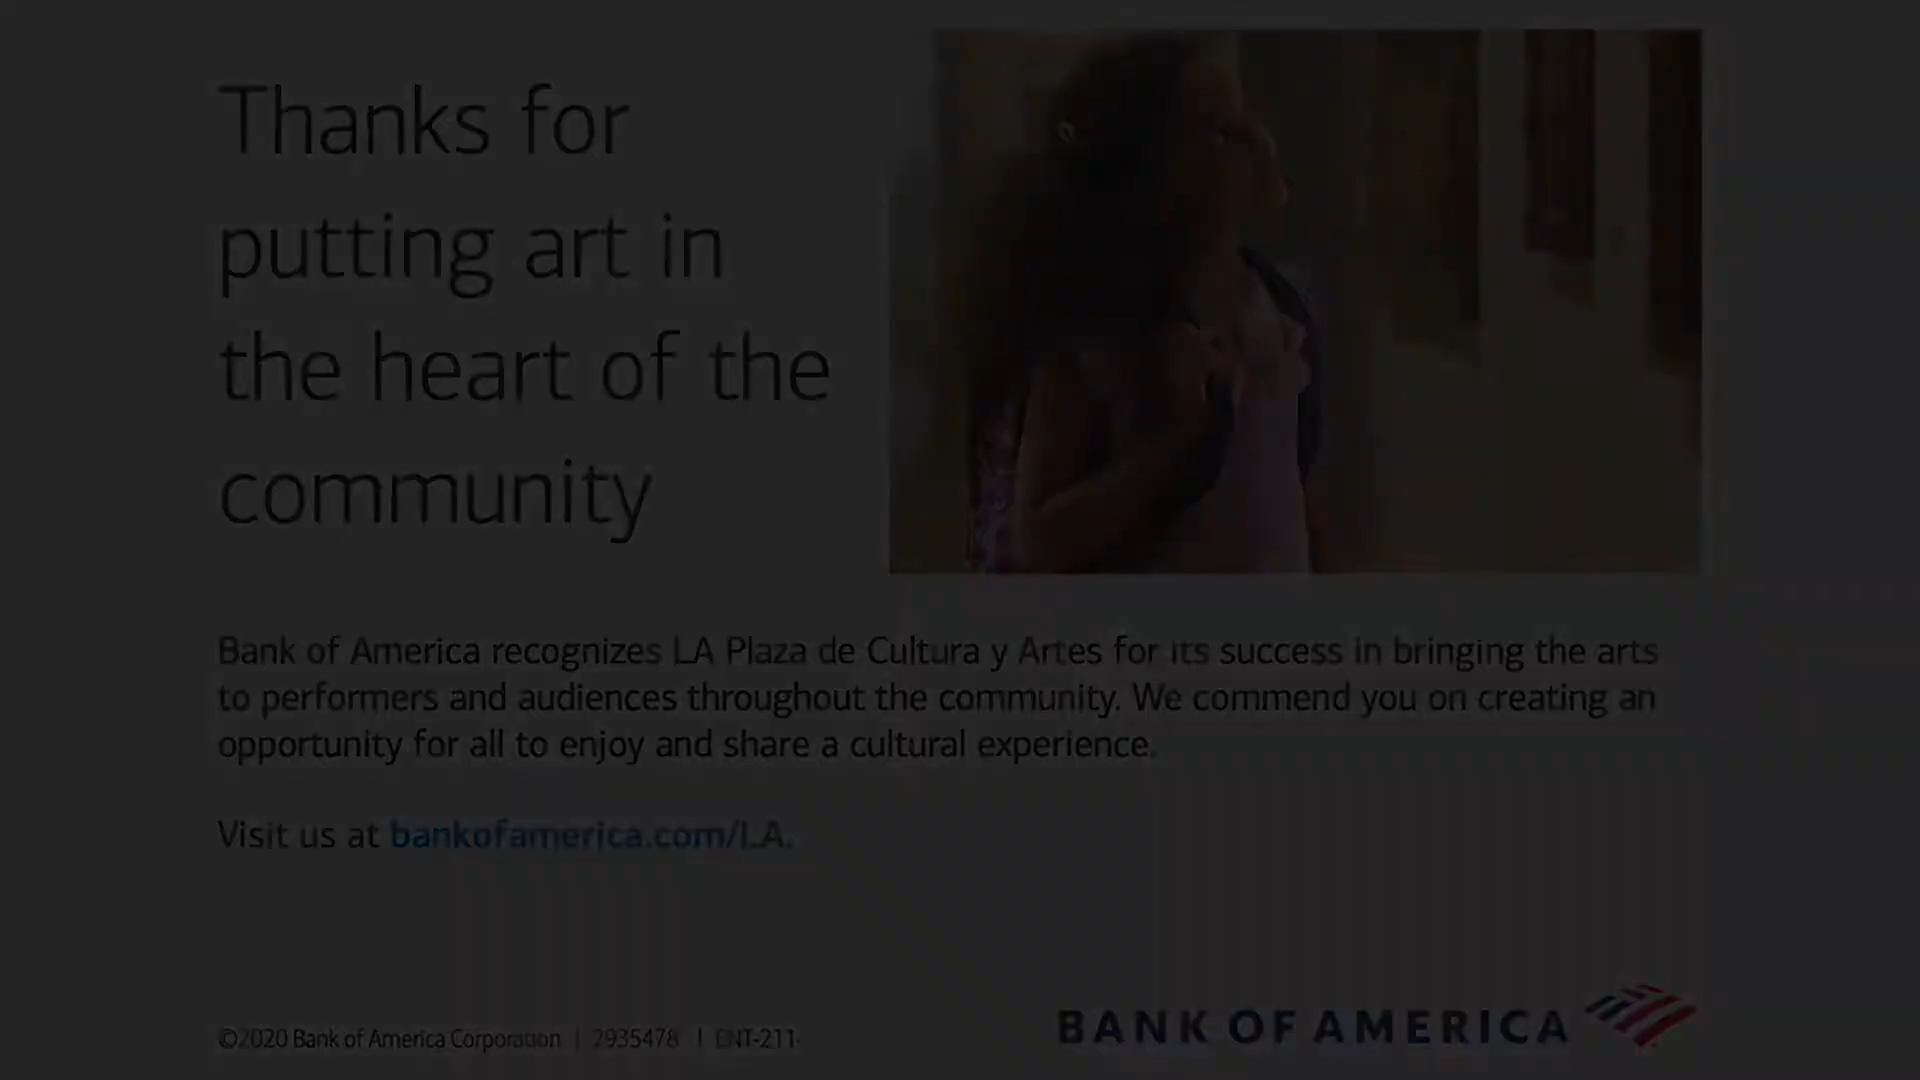 Thanks for
putting art in
the heart of the
community
Bank of America recognizes LA Plaza de Cultura y Artes for its success in bringing the arts
to performers and audiences throughout the community. We commend you on creating an
opportunity for all to enjoy and share a cultural experience.
Visit us at bankofamerica.com/LA.
©2020 Bank of America Corporation | 2935478 | ENT-211-
BANK OF AMERICA